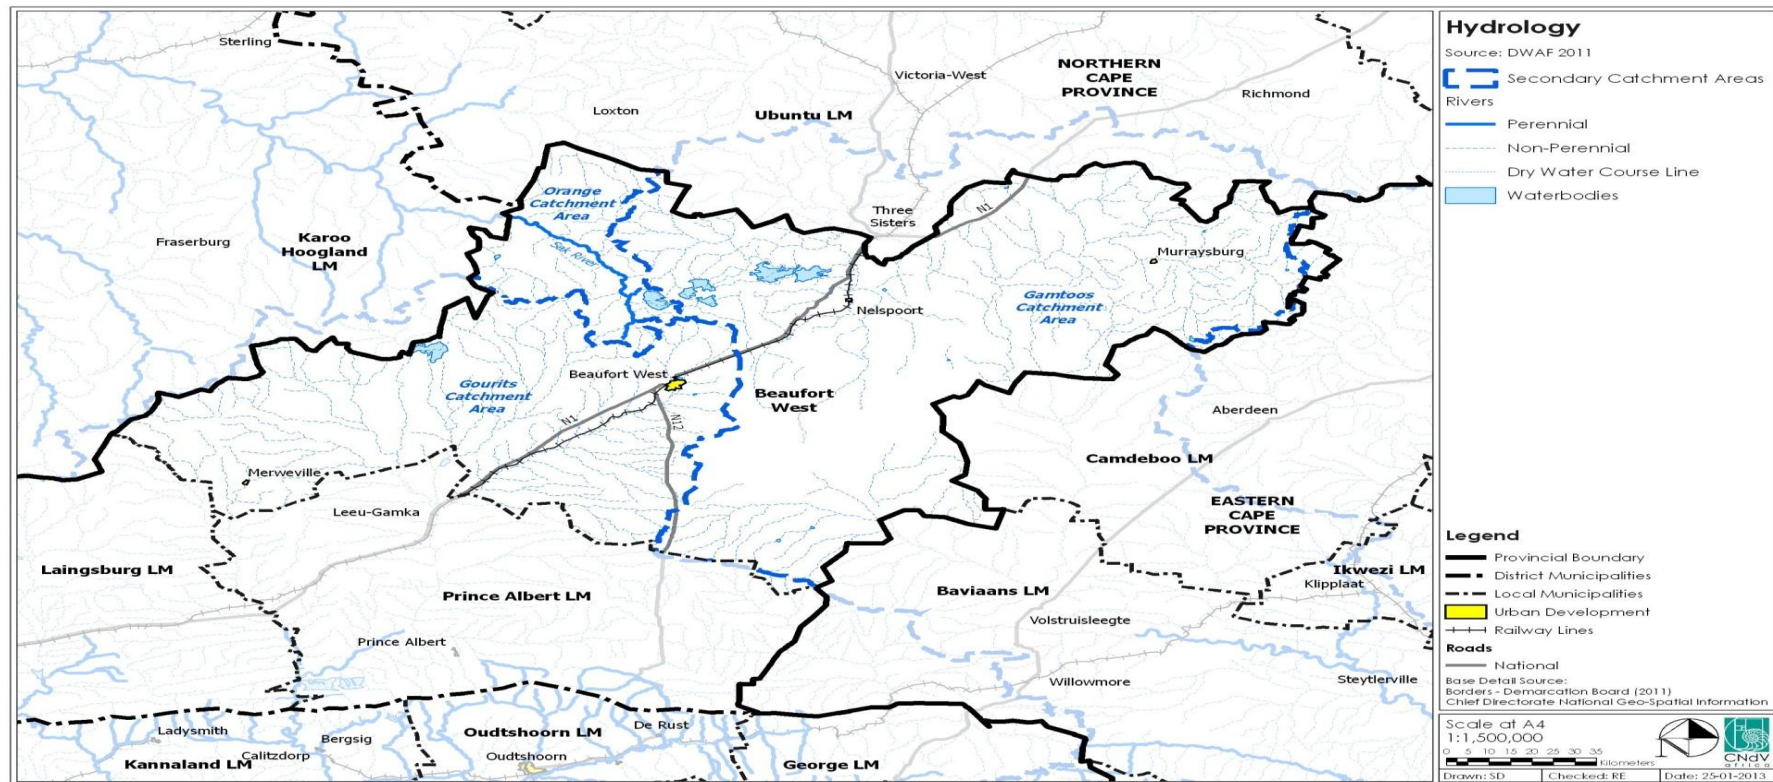 Sterling
Victoria-West
NORTHERN
CAPE
PROVINCE
Richmond
Loxton
Ubuntu LM
Orange
Catchment
Area
Three
Sisters
N1
Fraserburg
Karoo
Hoogland
LM
Sak River
Murraysburg
Nelspoort
Gamtoos
Catchment
Area
Beaufort West
Gourits
Catchment
Area
Beaufort
West
N1
N12
Aberdeen
Merweville
Camdeboo LM
Leeu-Gamka
EASTERN
CAPE
PROVINCE
Laingsburg LM
Prince Albert LM
Baviaans LM
Ikwezi LM
Klipplaat
Volstruisleegte
Prince Albert
Willowmore
Steytlerville
Ladysmith
Bergsig
Calitzdorp
Oudtshoorn LM
De Rust
Oudtshoorn
Kannaland LM
George LM
Hydrology
Source: DWAF 2011
Secondary Catchment Areas
Rivers
Perennial
Non-Perennial
Dry Water Course Line
Waterbodies
Legend
Provincial Boundary
District Municipalities
Local Municipalities
Urban Development
Railway Lines
Roads
National
Base Detail Source:
Borders - Demarcation Board (2011)
Chief Directorate National Geo-Spatial Information
Scale at A4
1:1,500,000
0 5 10 15 20 25 30 35
Kilometers
N
CNdV
africa
Drawn: SD
Checked: RE
Date: 25-01-2013